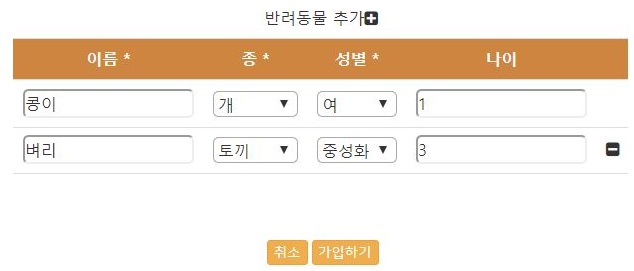 반려동물 추가
이름 * 종 * 성별 * 나이
콩이 개 여 1
벼리 토끼 중성화 3
취소 가입하기